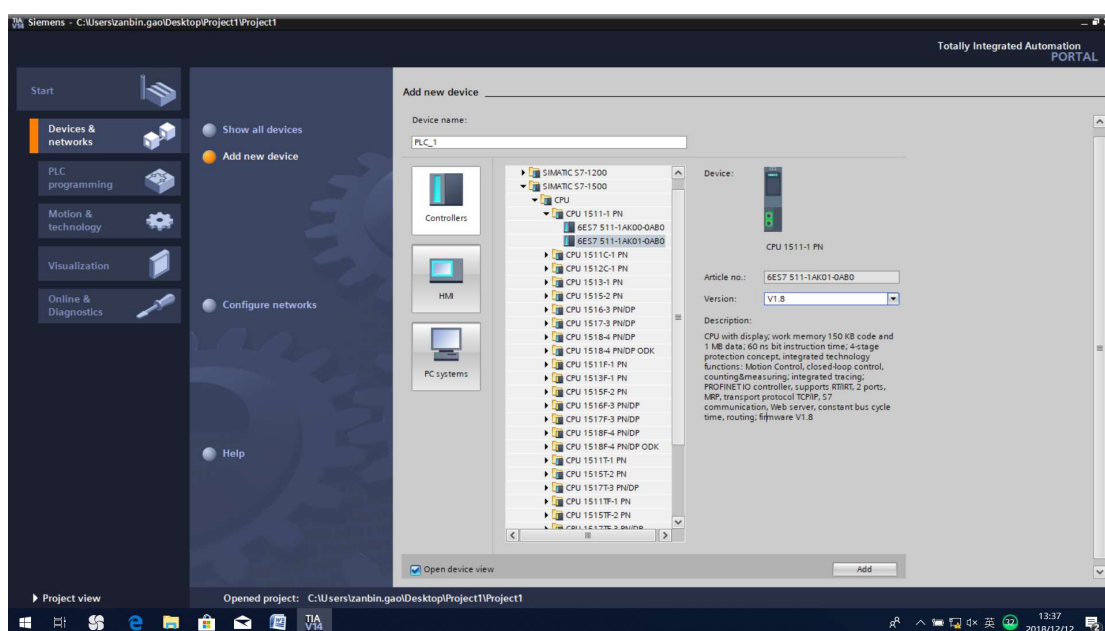 Siemens - C:\Users\zanbin.gao\Desktop\Project1\Project1
Totally Integrated Automation
PORTAL
Start
Devices &
networks
PLC
programming
Motion &
technology
Visualization
Online &
Diagnostics
Show all devices
Add new device
Configure networks
Help
Add new device
Device name:
PLC_1
Controllers
HMI
PC systems
SIMATIC S7-1200
SIMATIC S7-1500
CPU
CPU 1511-1 PN
6ES7 511-1AK00-0AB0
6ES7 511-1AK01-0AB0
CPU 1511C-1 PN
CPU 1512C-1 PN
CPU 1513-1 PN
CPU 1515-2 PN
CPU 1516-3 PN/DP
CPU 1517-3 PN/DP
CPU 1518-4 PN/DP
CPU 1518-4 PN/DP ODK
CPU 1511F-1 PN
CPU 1513F-1 PN
CPU 1515F-2 PN
CPU 1516F-3 PN/DP
CPU 1517F-3 PN/DP
CPU 1518F-4 PN/DP
CPU 1518F-4 PN/DP ODK
CPU 1511T-1 PN
CPU 1515T-2 PN
CPU 1517T-3 PN/DP
CPU 1511TF-1 PN
CPU 1515TF-2 PN
CPU 1517TF-3 PN/DP
Device:
CPU 1511-1 PN
Article no.: 6ES7 511-1AK01-0AB0
Version: V1.8
Description:
CPU with display; work memory 150 KB code and
1 MB data; 60 ns bit instruction time; 4-stage
protection concept, integrated technology
functions: Motion Control, closed-loop control,
counting&measuring; integrated tracing;
PROFINET IO controller, supports RT/IRT, 2 ports,
MRP, transport protocol TCP/IP, S7
communication, Web server, constant bus cycle
time, routing; firmware V1.8
Open device view
Add
Project view
Opened project: C:\Users\zanbin.gao\Desktop\Project1\Project1
TIA
V14
英
32
13:37
2018/12/12